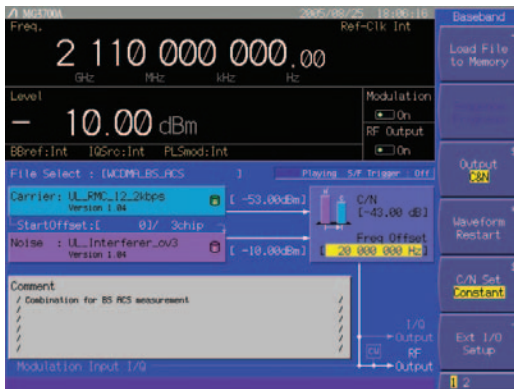 MG3700A 2005/08/25 18:06:16
Freq. Ref-Clk Int
2 110 000 000.00
GHz MHz kHz Hz
Level
- 10.00 dBm
Modulation
On
RF Output
On
BBref:Int IQSrc:Int PLSmod:Int
File Select : [WCDMA_BS_ACS ] Playing S/F Trigger : Off
Carrier: UL_RMC_12_2kbps
Version 1.04
[ -53.00dBm]
StartOffset:[ 0]/ 3chip
Noise : UL_Interferer_ov3
Version 1.04
[ -10.00dBm]
C/N
[-43.00 dB]
Freq Offset
[ 20 000 000 Hz]
Comment
/ Combination for BS ACS measurement /
/ /
/ /
/ /
/ /
/ /
I/Q
Output
CW RF
Output
Modulation Input I/Q
Baseband
Load File
to Memory
Output
C&N
Waveform
Restart
C/N Set
Constant
Ext I/O
Setup
1 2